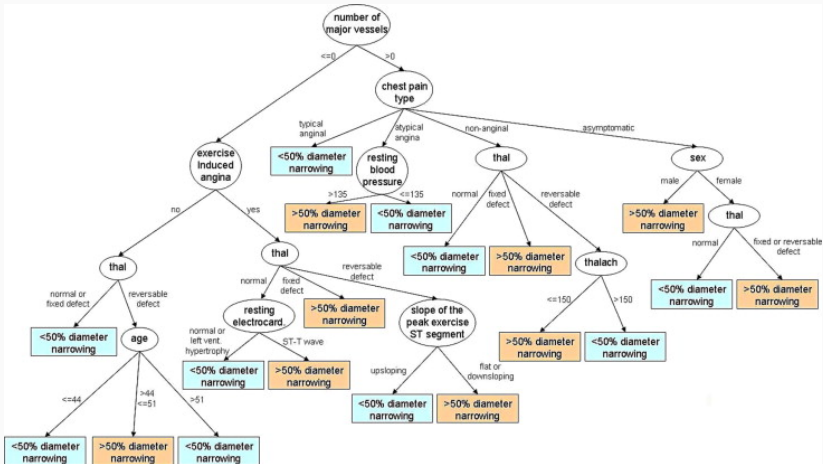 number of
major vessels
<=0
>0
chest pain
type
typical
anginal
atypical
angina
non-anginal
asymptomatic
exercise
Induced
angina
<50% diameter
narrowing
resting
blood
pressure
thal
sex
no
yes
>135
<=135
normal
fixed
defect
reversable
defect
male
female
>50% diameter
narrowing
<50% diameter
narrowing
>50% diameter
narrowing
thal
thal
thal
<50% diameter
narrowing
>50% diameter
narrowing
thalach
normal
fixed or reversable
defect
normal or
fixed defect
reversable
defect
normal
fixed
defect
reversable
defect
<=150
>150
<50% diameter
narrowing
>50% diameter
narrowing
<50% diameter
narrowing
age
resting
electrocard.
>50% diameter
narrowing
slope of the
peak exercise
ST segment
>50% diameter
narrowing
<50% diameter
narrowing
normal or
left vent.
hypertrophy
ST-T wave
<50% diameter
narrowing
>50% diameter
narrowing
upsloping
flat or
downsloping
<=44
>44
<=51
>51
<50% diameter
narrowing
>50% diameter
narrowing
<50% diameter
narrowing
>50% diameter
narrowing
<50% diameter
narrowing